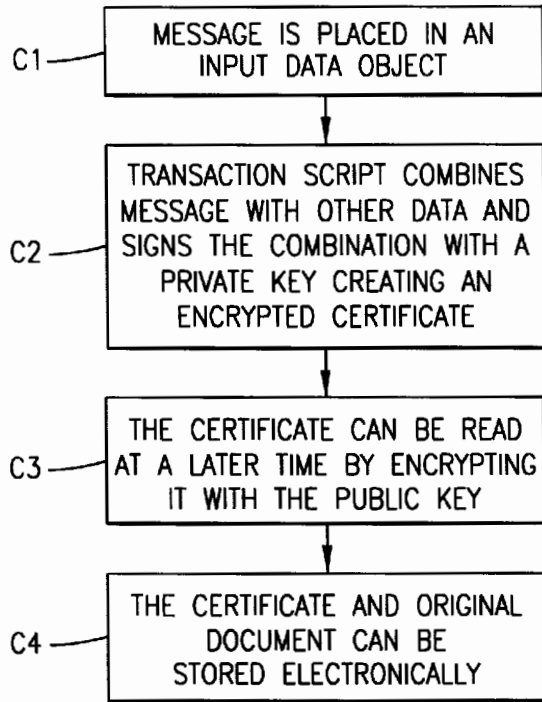 C1
MESSAGE IS PLACED IN AN
INPUT DATA OBJECT
C2
TRANSACTION SCRIPT COMBINES
MESSAGE WITH OTHER DATA AND
SIGNS THE COMBINATION WITH A
PRIVATE KEY CREATING AN
ENCRYPTED CERTIFICATE
C3
THE CERTIFICATE CAN BE READ
AT A LATER TIME BY ENCRYPTING
IT WITH THE PUBLIC KEY
C4
THE CERTIFICATE AND ORIGINAL
DOCUMENT CAN BE
STORED ELECTRONICALLY